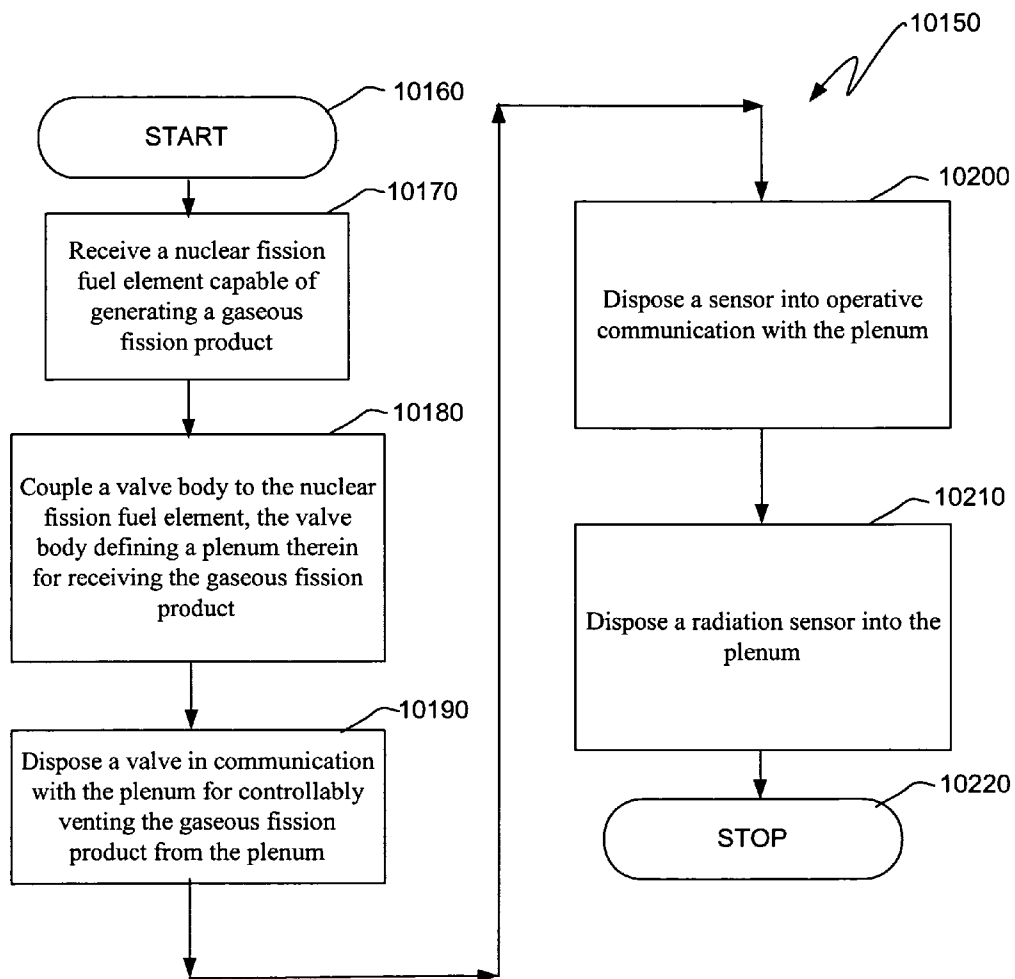 10150
10160
START
10170
Receive a nuclear fission
fuel element capable of
generating a gaseous
fission product
10180
Couple a valve body to the nuclear
fission fuel element, the valve
body defining a plenum therein
for receiving the gaseous fission
product
10190
Dispose a valve in communication
with the plenum for controllably
venting the gaseous fission
product from the plenum
10200
Dispose a sensor into operative
communication with the plenum
10210
Dispose a radiation sensor into the
plenum
10220
STOP